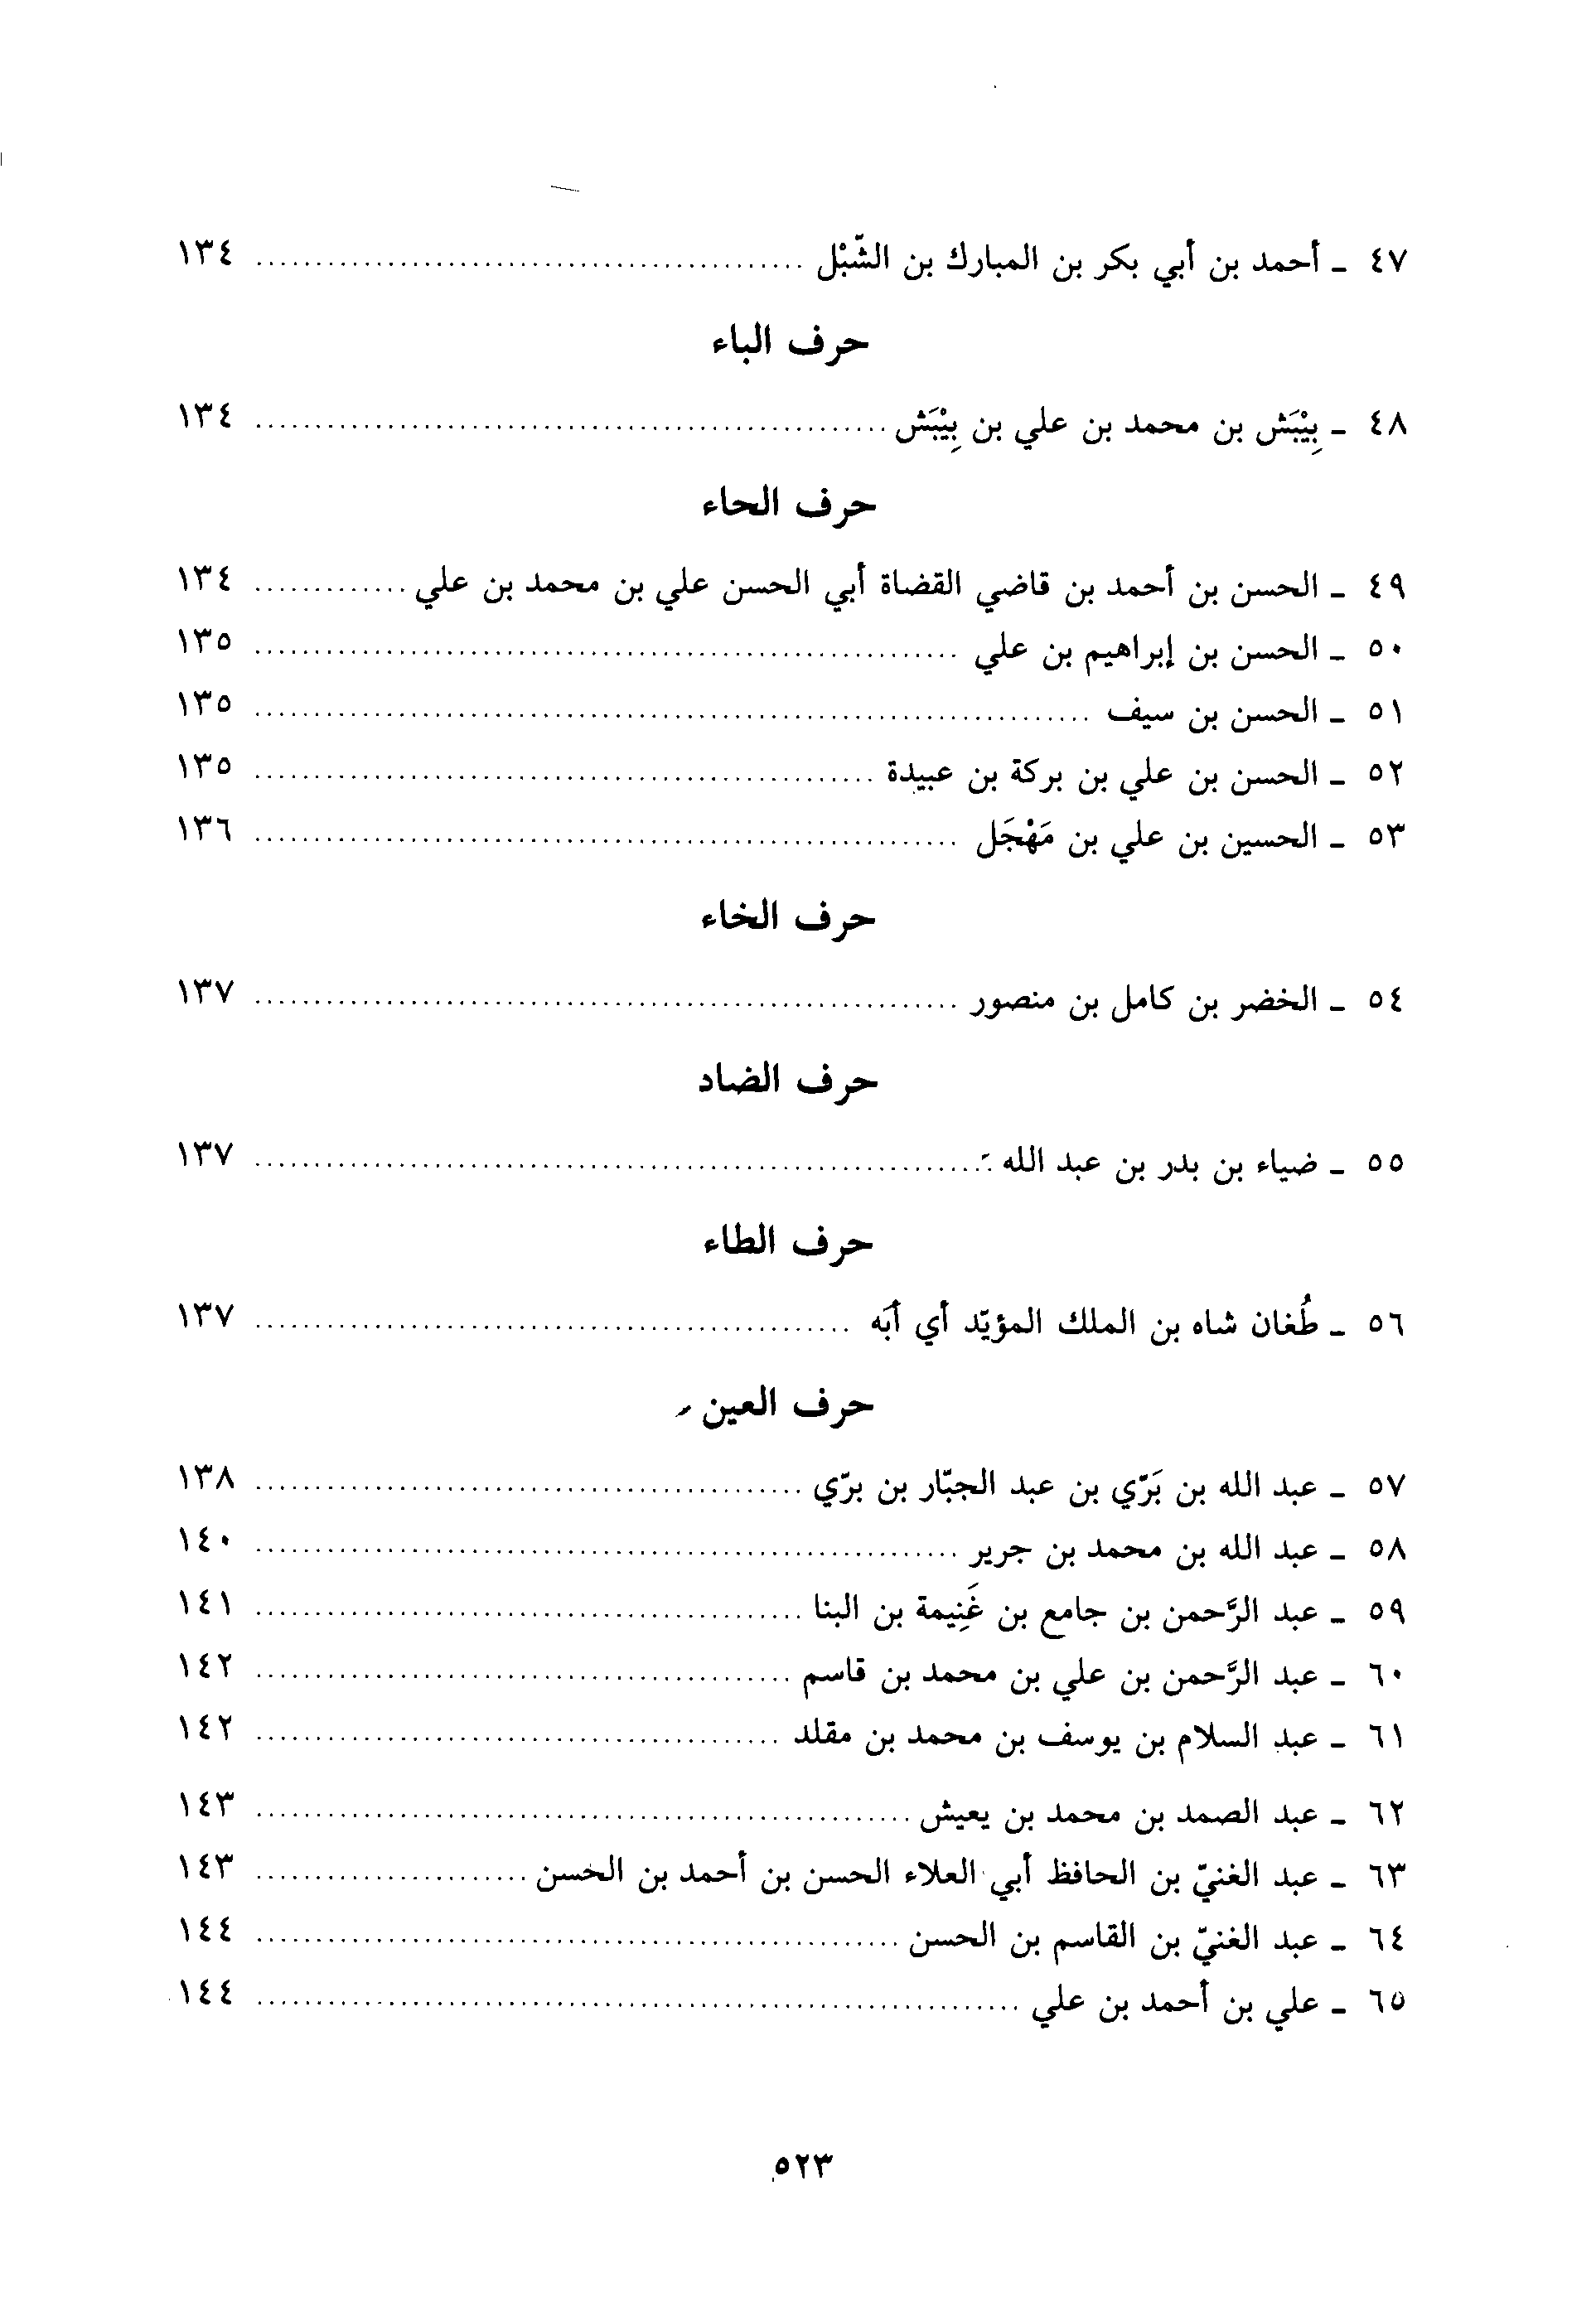 ٤٧ - أحمد بن أبي بكر بن المبارك بن الشّبْل ........ ١٣٤
حرف الباء
٤٨ - بِيْبَش بن محمد بن علي بن بِيْبَش ........ ١٣٤
حرف الحاء
٤٩ - الحسن بن أحمد بن قاضي القضاة أبي الحسن علي بن محمد بن علي ........ ١٣٤
٥٠ - الحسن بن إبراهيم بن علي ........ ١٣٥
٥١ - الحسن بن سيف ........ ١٣٥
٥٢ - الحسن بن علي بن بركة بن عبيدة ........ ١٣٥
٥٣ - الحسين بن علي بن مَهْجَل ........ ١٣٦
حرف الخاء
٥٤ - الخضر بن كامل بن منصور ........ ١٣٧
حرف الضاد
٥٥ - ضياء بن بدر بن عبد الله ........ ١٣٧
حرف الطاء
٥٦ - طُغان شاه بن الملك المؤيّد أي أبَه ........ ١٣٧
حرف العين
٥٧ - عبد الله بن بَرّي بن عبد الجبّار بن برّي ........ ١٣٨
٥٨ - عبد الله بن محمد بن جرير ........ ١٤٠
٥٩ - عبد الرَّحمن بن جامع بن غَنِيمة بن البنا ........ ١٤١
٦٠ - عبد الرَّحمن بن علي بن محمد بن قاسم ........ ١٤٢
٦١ - عبد السلام بن يوسف بن محمد بن مقلد ........ ١٤٢
٦٢ - عبد الصمد بن محمد بن يعيش ........ ١٤٣
٦٣ - عبد الغنيّ بن الحافظ أبي العلاء الحسن بن أحمد بن الحسن ........ ١٤٣
٦٤ - عبد الغنيّ بن القاسم بن الحسن ........ ١٤٤
٦٥ - علي بن أحمد بن علي ........ ١٤٤
٥٢٣